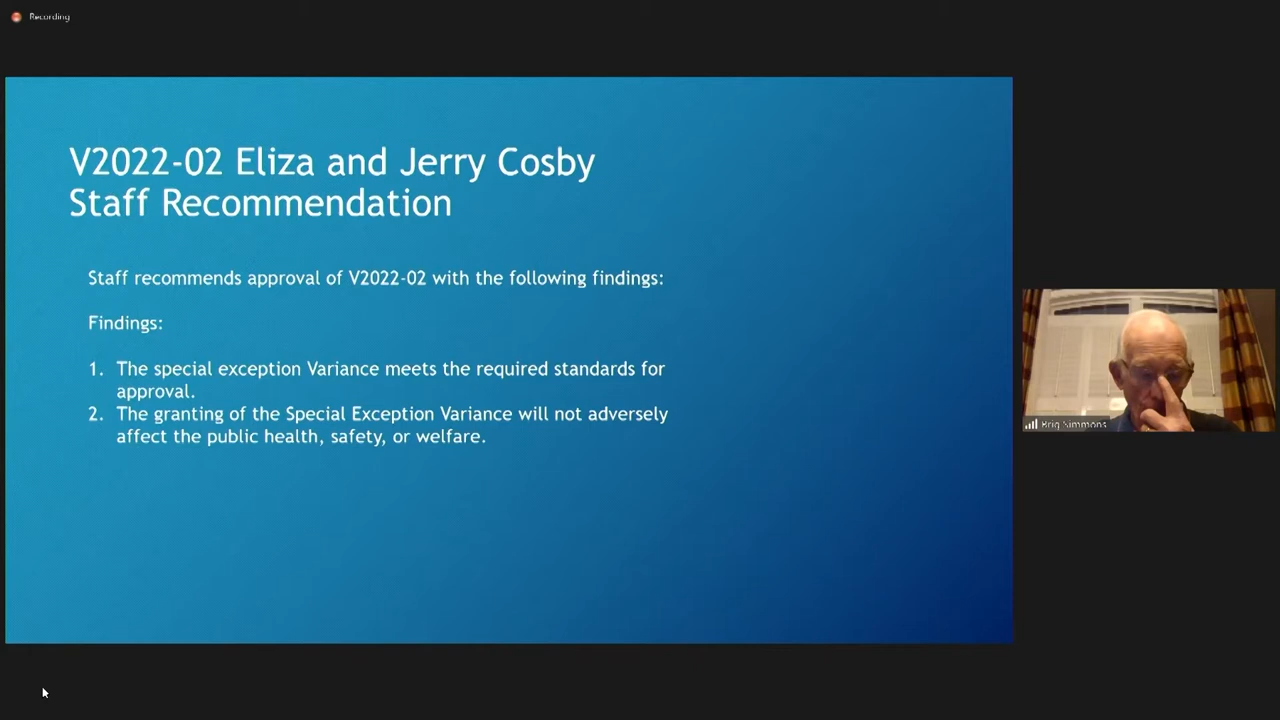 Recording
V2022-02 Eliza and Jerry Cosby
Staff Recommendation
Staff recommends approval of V2022-02 with the following findings:
Findings:
1. The special exception Variance meets the required standards for
approval.
2. The granting of the Special Exception Variance will not adversely
affect the public health, safety, or welfare.
Brig Simmons